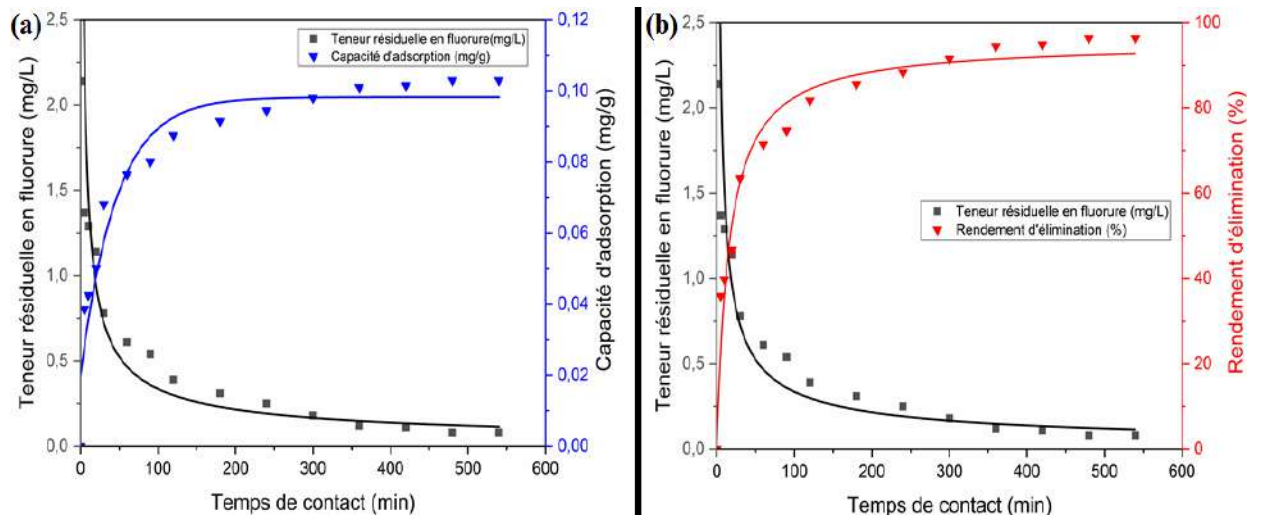 (a)
Teneur résiduelle en fluorure (mg/L)
2,5
2,0
1,5
1,0
0,5
0,0
Teneur résiduelle en fluorure(mg/L)
Capacité d'adsorption (mg/g)
0,12
0,10
0,08
0,06
0,04
0,02
0,00
Capacité d'adsorption (mg/g)
0 100 200 300 400 500 600
Temps de contact (min)
(b)
Teneur résiduelle en fluorure (mg/L)
2,5
2,0
1,5
1,0
0,5
0,0
Teneur résiduelle en fluorure (mg/L)
Rendement d'élimination (%)
100
80
60
40
20
0
Rendement d'élimination (%)
0 100 200 300 400 500 600
Temps de contact (min)